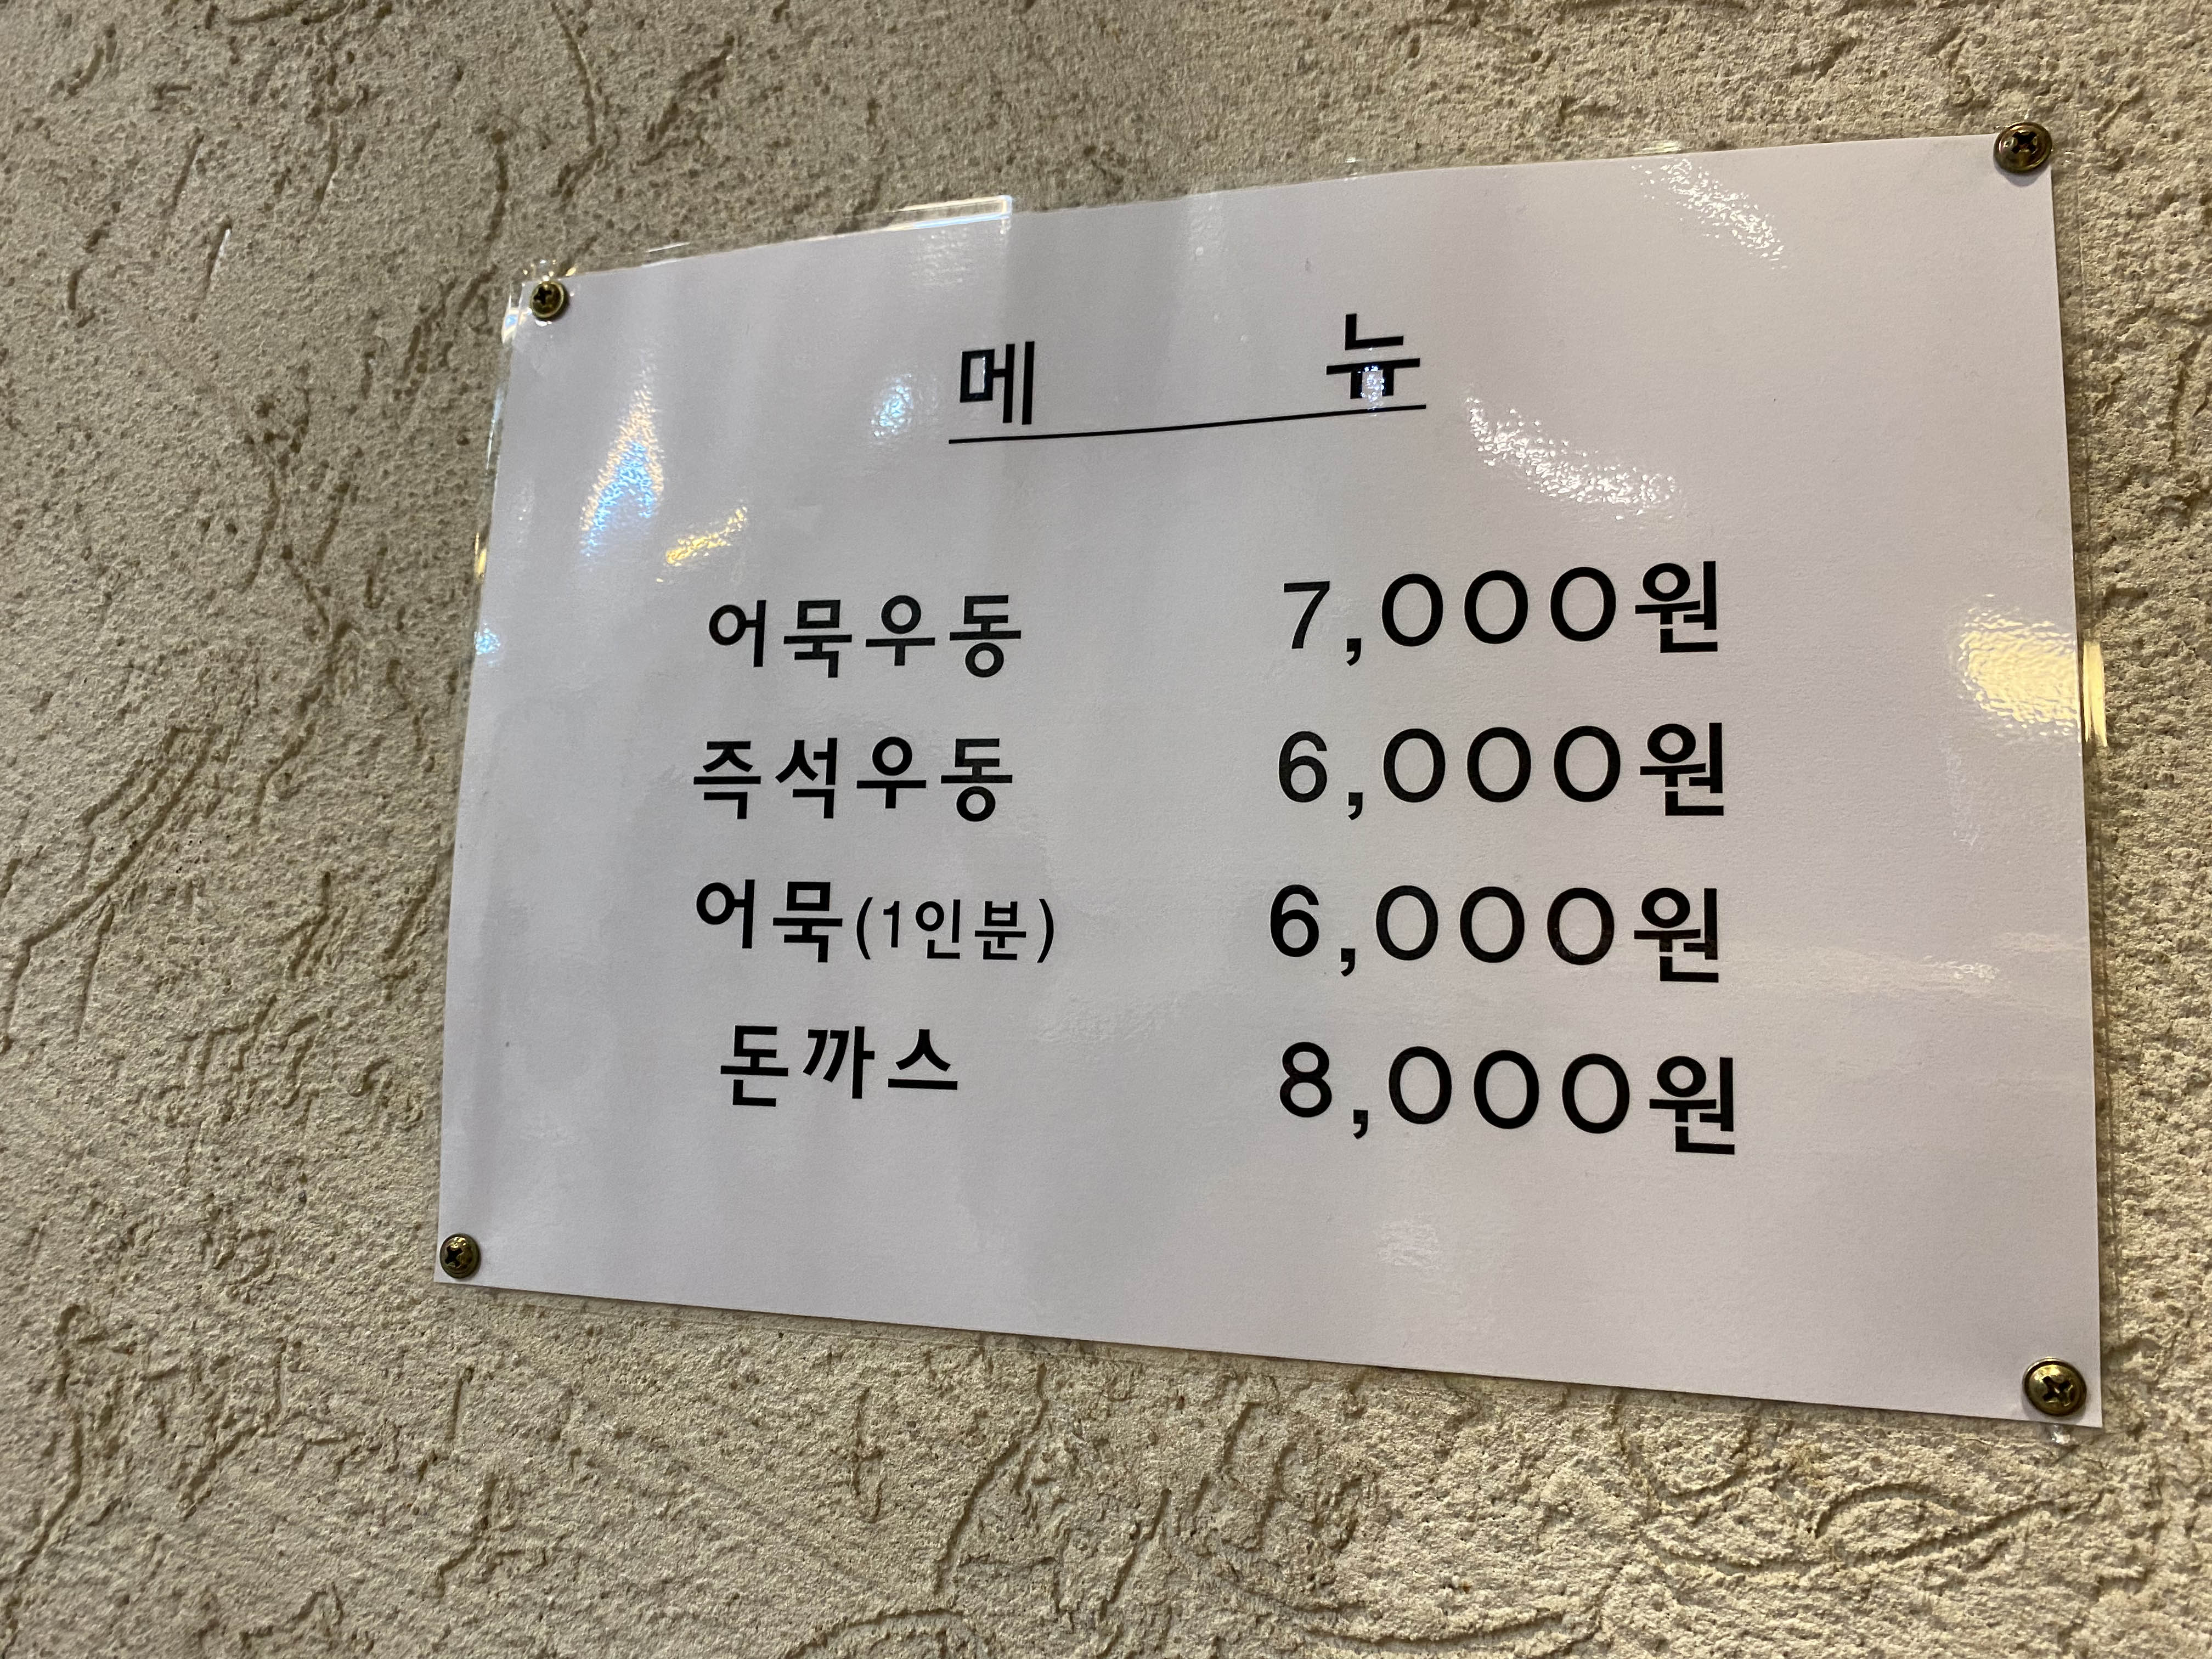 메 뉴
어묵우동 7,000원
즉석우동 6,000원
어묵(1인분) 6,000원
돈까스 8,000원